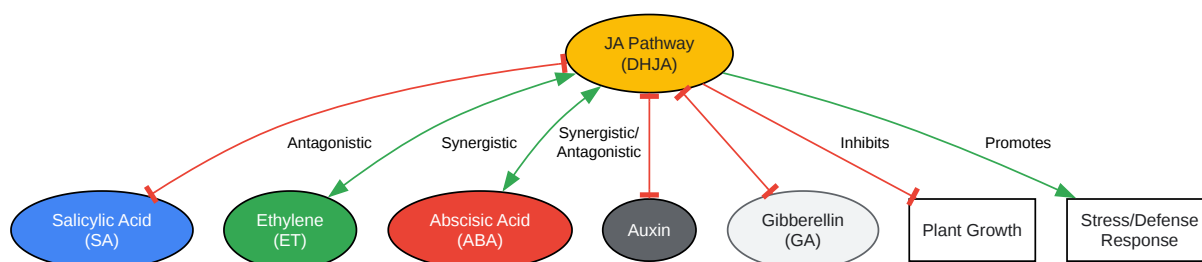 JA Pathway
(DHJA)
Antagonistic
Synergistic
Synergistic/
Antagonistic
Inhibits
Promotes
Salicylic Acid
(SA)
Ethylene
(ET)
Abscisic Acid
(ABA)
Auxin
Gibberellin
(GA)
Plant Growth
Stress/Defense
Response